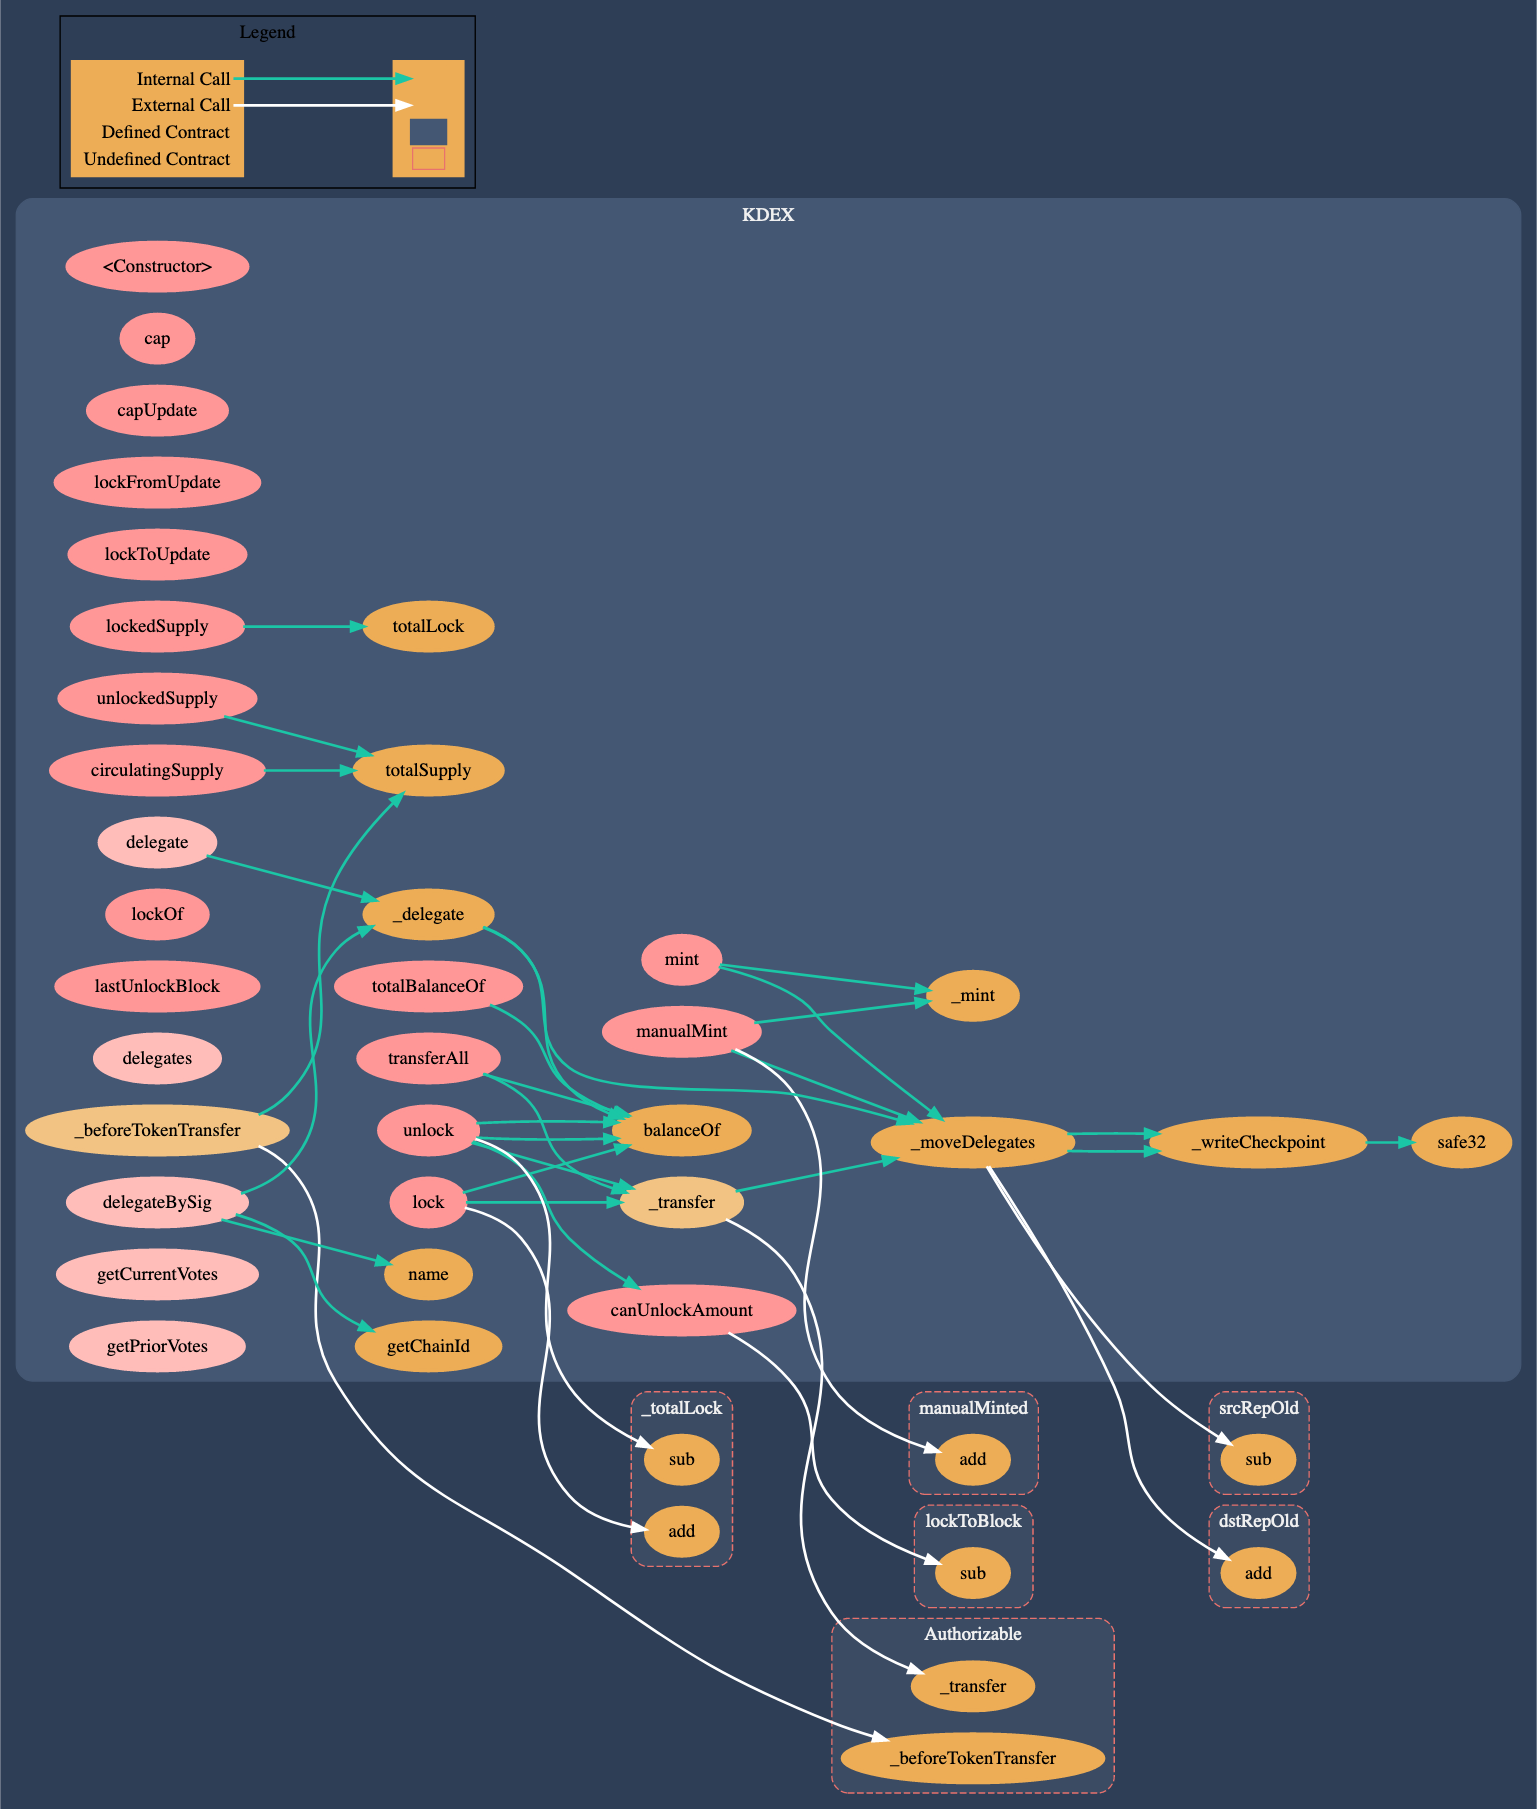 Legend
Internal Call
External Call
Defined Contract
Undefined Contract
KDEX
<Constructor>
cap
capUpdate
lockFromUpdate
lockToUpdate
lockedSupply
totalLock
unlockedSupply
circulatingSupply
totalSupply
delegate
lockOf
_delegate
mint
lastUnlockBlock
totalBalanceOf
_mint
manualMint
delegates
transferAll
_beforeTokenTransfer
unlock
balanceOf
_moveDelegates
_writeCheckpoint
safe32
delegateBySig
lock
_transfer
getCurrentVotes
name
canUnlockAmount
getPriorVotes
getChainId
_totalLock
sub
add
manualMinted
add
srcRepOld
sub
lockToBlock
sub
dstRepOld
add
Authorizable
_transfer
_beforeTokenTransfer